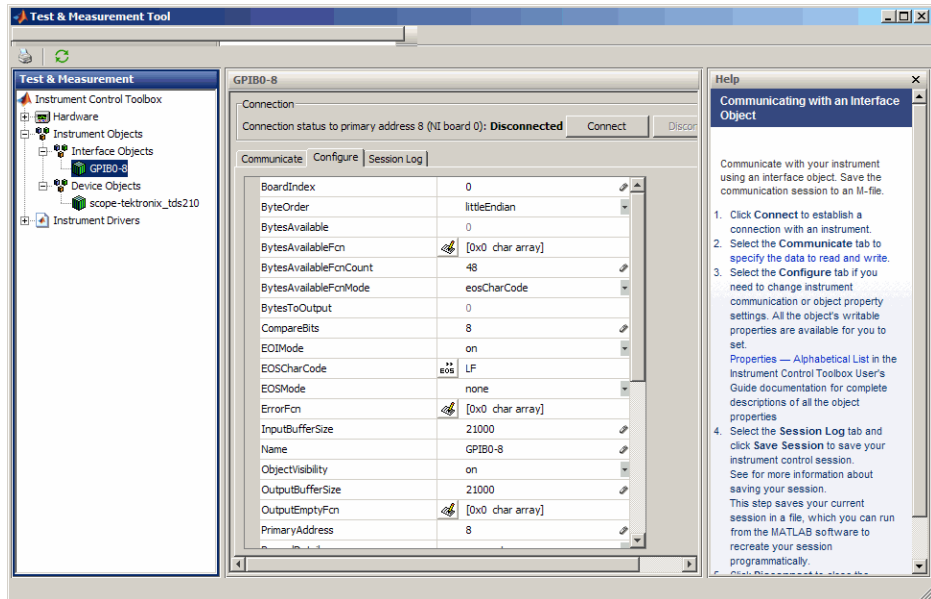 Test & Measurement Tool
Test & Measurement
Instrument Control Toolbox
Hardware
Instrument Objects
Interface Objects
GPIB0-8
Device Objects
scope-tektronix_tds210
Instrument Drivers
GPIB0-8
Connection
Connection status to primary address 8 (NI board 0): Disconnected
Connect
Discon
Communicate
Configure
Session Log
BoardIndex 0
ByteOrder littleEndian
BytesAvailable 0
BytesAvailableFcn [0x0 char array]
BytesAvailableFcnCount 48
BytesAvailableFcnMode eosCharCode
BytesToOutput 0
CompareBits 8
EOIMode on
EOSCharCode EOS LF
EOSMode none
ErrorFcn [0x0 char array]
InputBufferSize 21000
Name GPIB0-8
ObjectVisibility on
OutputBufferSize 21000
OutputEmptyFcn [0x0 char array]
PrimaryAddress 8
Help
Communicating with an Interface
Object
Communicate with your instrument
using an interface object. Save the
communication session to an M-file.
1. Click Connect to establish a
connection with an instrument.
2. Select the Communicate tab to
specify the data to read and write.
3. Select the Configure tab if you
need to change instrument
communication or object property
settings. All the object's writable
properties are available for you to
set.
Properties — Alphabetical List in the
Instrument Control Toolbox User's
Guide documentation for complete
descriptions of all the object
properties
4. Select the Session Log tab and
click Save Session to save your
instrument control session.
See for more information about
saving your session.
This step saves your current
session in a file, which you can run
from the MATLAB software to
recreate your session
programmatically.
5. Click Disconnect to close the